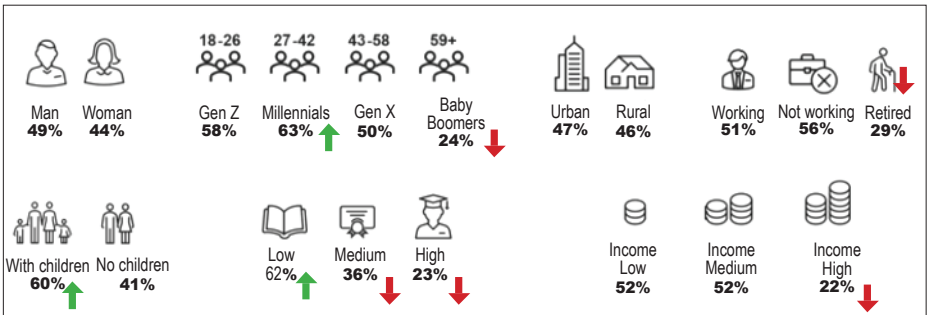 18-26 27-42 43-58 59+
Man Woman Gen Z Millennials Gen X Baby Boomers Urban Rural Working Not working Retired
49% 44% 58% 63% 50% 24% 47% 46% 51% 56% 29%
With children No children Low Medium High Income Low Income Medium Income High
60% 41% 62% 36% 23% 52% 52% 22%